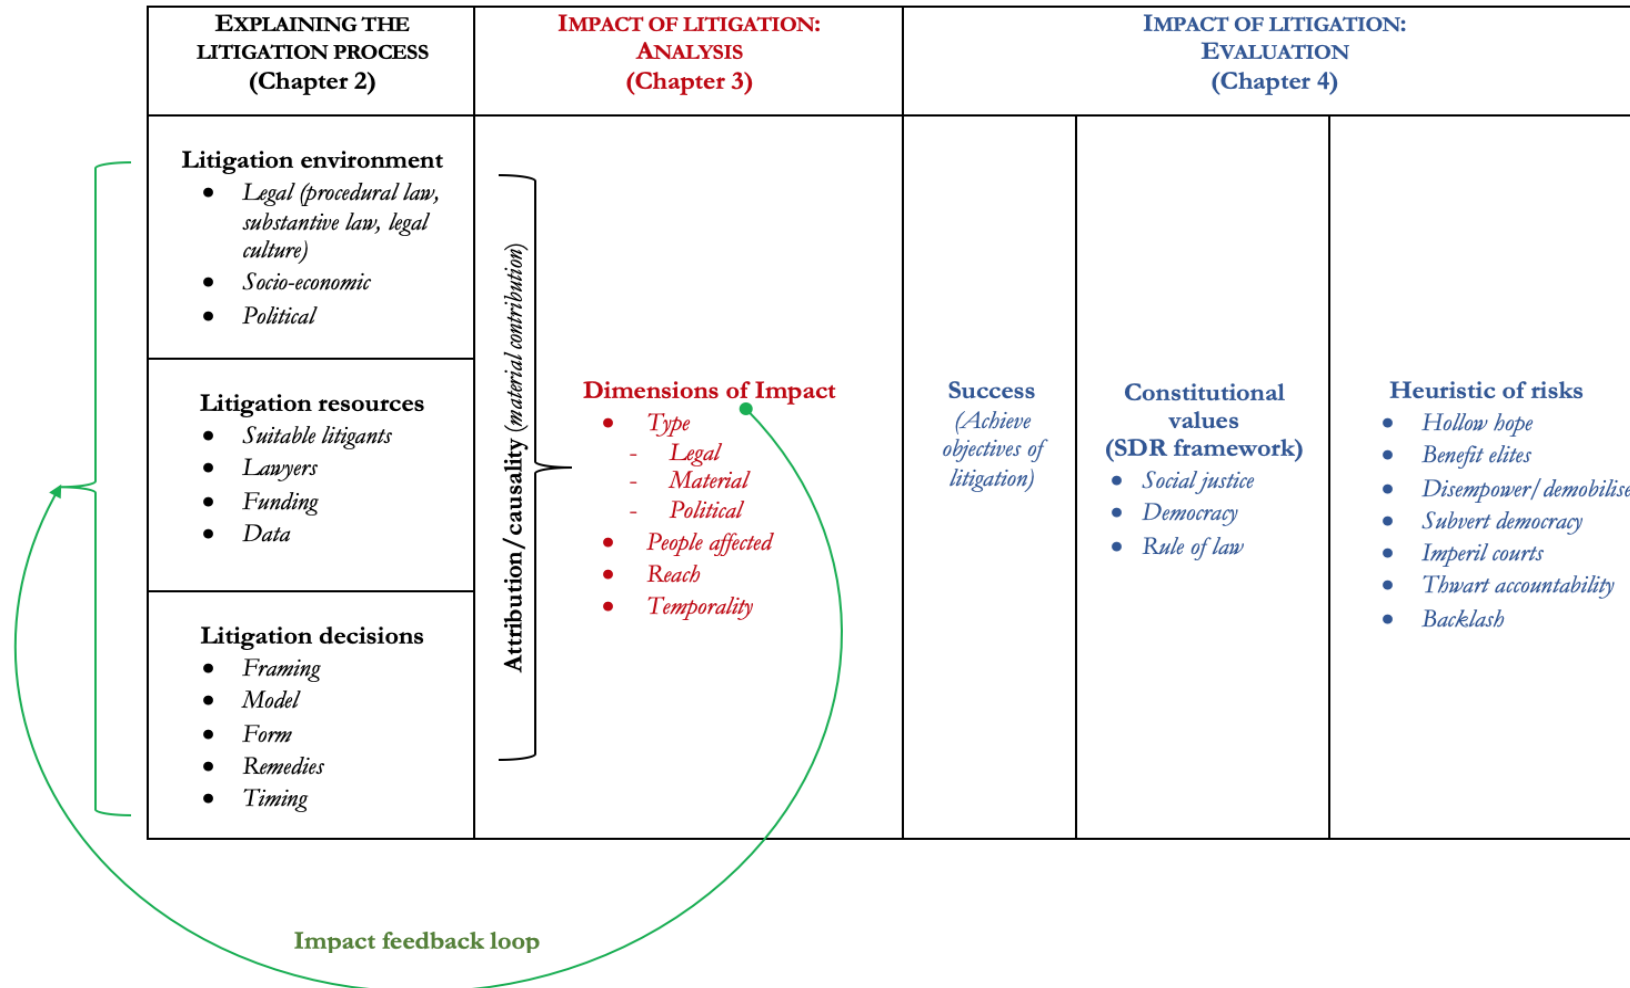 EXPLAINING THE
LITIGATION PROCESS
(Chapter 2)
IMPACT OF LITIGATION:
ANALYSIS
(Chapter 3)
IMPACT OF LITIGATION:
EVALUATION
(Chapter 4)
Litigation environment
• Legal (procedural law,
substantive law, legal
culture)
• Socio-economic
• Political
Litigation resources
• Suitable litigants
• Lawyers
• Funding
• Data
Litigation decisions
• Framing
• Model
• Form
• Remedies
• Timing
Attribution/causality (material contribution)
Dimensions of Impact
• Type
- Legal
- Material
- Political
• People affected
• Reach
• Temporality
Success
(Achieve
objectives of
litigation)
Constitutional
values
(SDR framework)
• Social justice
• Democracy
• Rule of law
Heuristic of risks
• Hollow hope
• Benefit elites
• Disempower/demobilise
• Subvert democracy
• Imperil courts
• Thwart accountability
• Backlash
Impact feedback loop